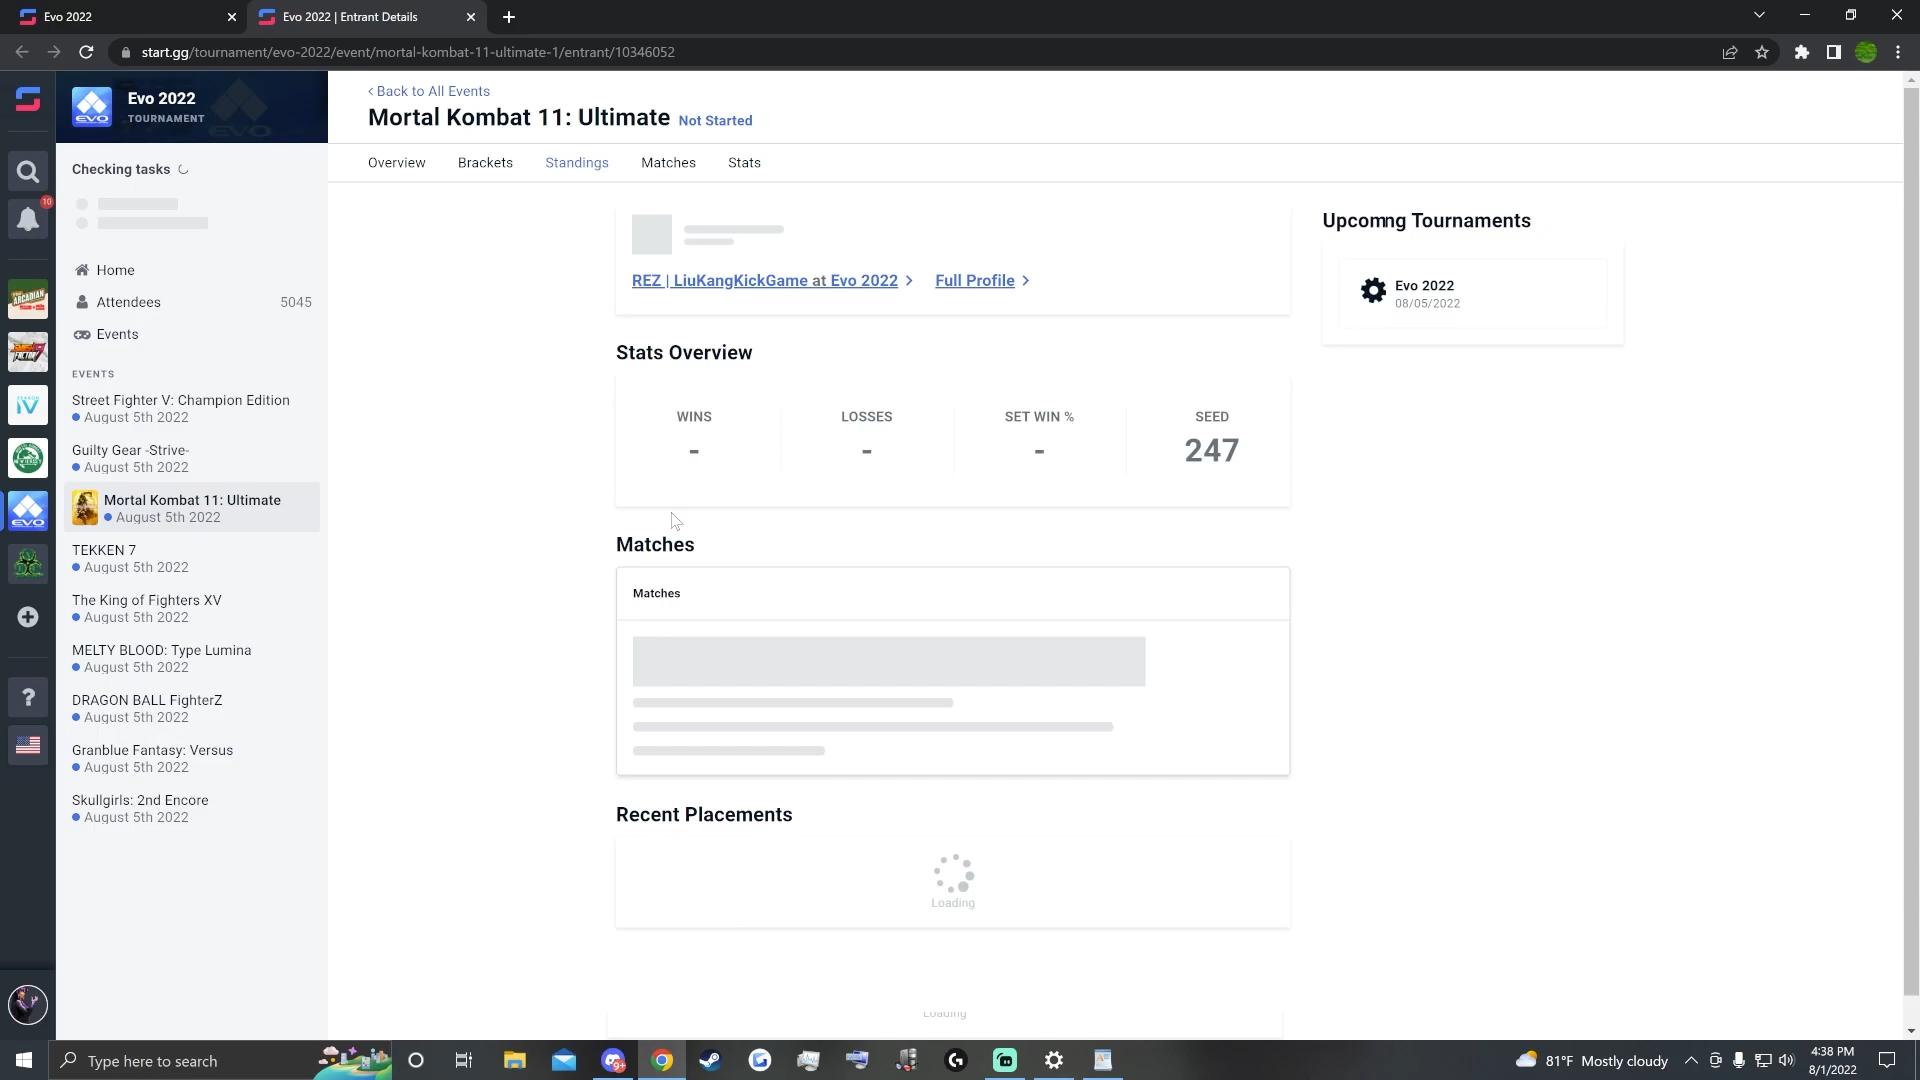 Evo 2022
Evo 2022 | Entrant Details
start.gg/tournament/evo-2022/event/mortal-kombat-11-ultimate-1/entrant/10346052
EVO
Evo 2022
TOURNAMENT
Checking tasks
10
Home
Attendees 5045
Events
EVENTS
Street Fighter V: Champion Edition
August 5th 2022
Guilty Gear -Strive-
August 5th 2022
Mortal Kombat 11: Ultimate
August 5th 2022
TEKKEN 7
August 5th 2022
The King of Fighters XV
August 5th 2022
MELTY BLOOD: Type Lumina
August 5th 2022
DRAGON BALL FighterZ
August 5th 2022
Granblue Fantasy: Versus
August 5th 2022
Skullgirls: 2nd Encore
August 5th 2022
ARCADIAN
IV
EVO
?
< Back to All Events
Mortal Kombat 11: Ultimate Not Started
Overview Brackets Standings Matches Stats
REZ | LiuKangKickGame at Evo 2022 > Full Profile >
Stats Overview
WINS LOSSES SET WIN % SEED
- - - 247
Matches
Matches
Recent Placements
Loading
Loading
Upcomng Tournaments
Evo 2022
08/05/2022
Type here to search
9+
81°F Mostly cloudy
4:38 PM
8/1/2022